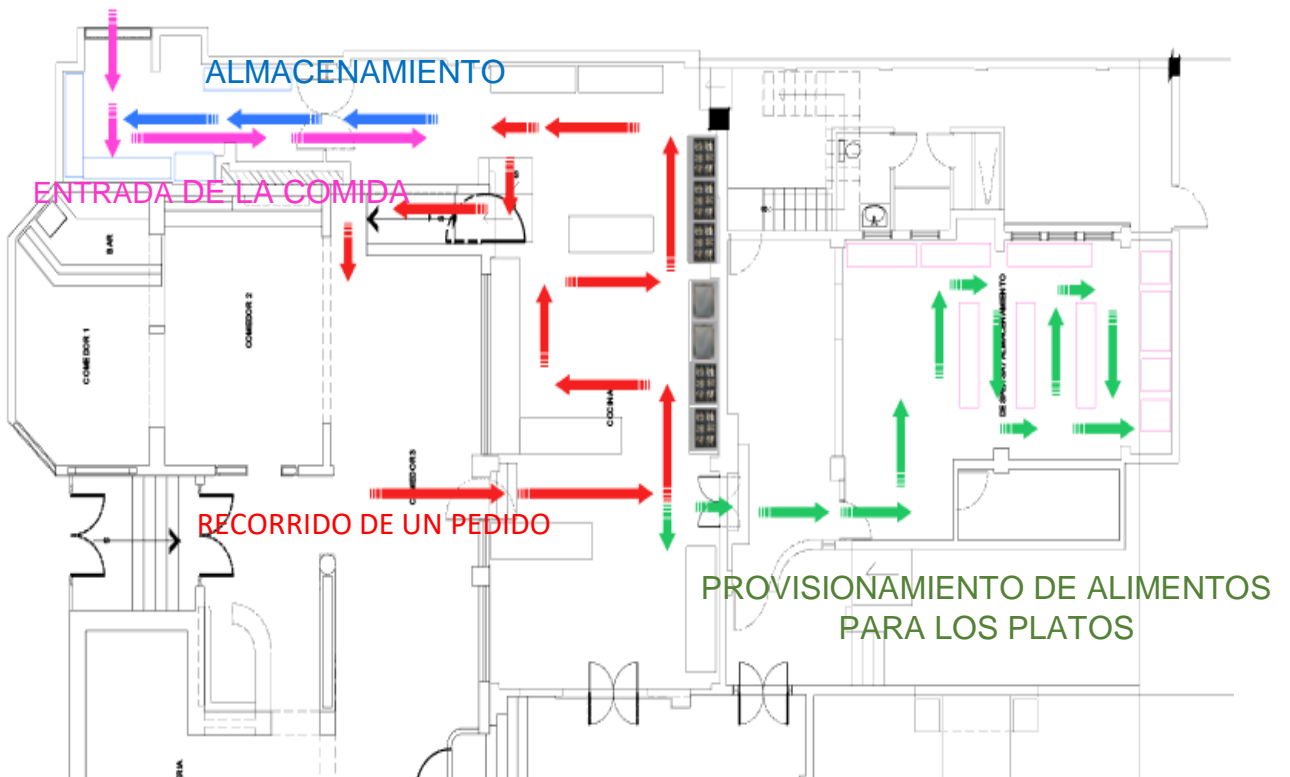 ALMACENAMIENTO
ENTRADA DE LA COMIDA
BAR
COMEDOR 1
COMEDOR 2
COMEDOR 3
COCINA
RECORRIDO DE UN PEDIDO
PROVISIONAMIENTO DE ALIMENTOS
PARA LOS PLATOS